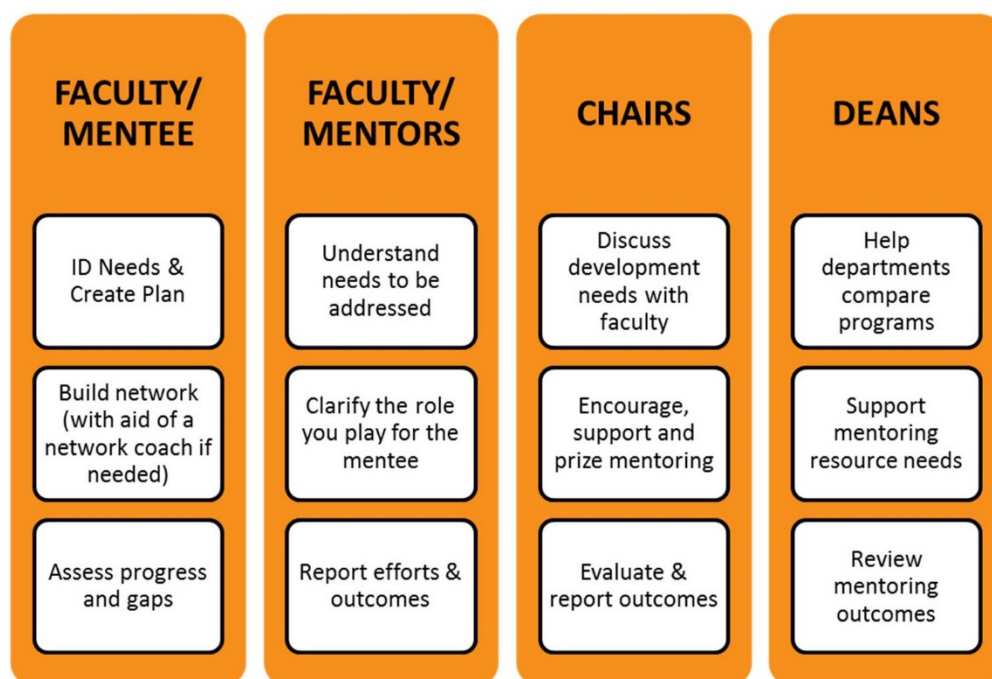 FACULTY/
MENTEE
ID Needs &
Create Plan
Build network
(with aid of a
network coach if
needed)
Assess progress
and gaps
FACULTY/
MENTORS
Understand
needs to be
addressed
Clarify the role
you play for the
mentee
Report efforts &
outcomes
CHAIRS
Discuss
development
needs with
faculty
Encourage,
support and
prize mentoring
Evaluate &
report outcomes
DEANS
Help
departments
compare
programs
Support
mentoring
resource needs
Review
mentoring
outcomes